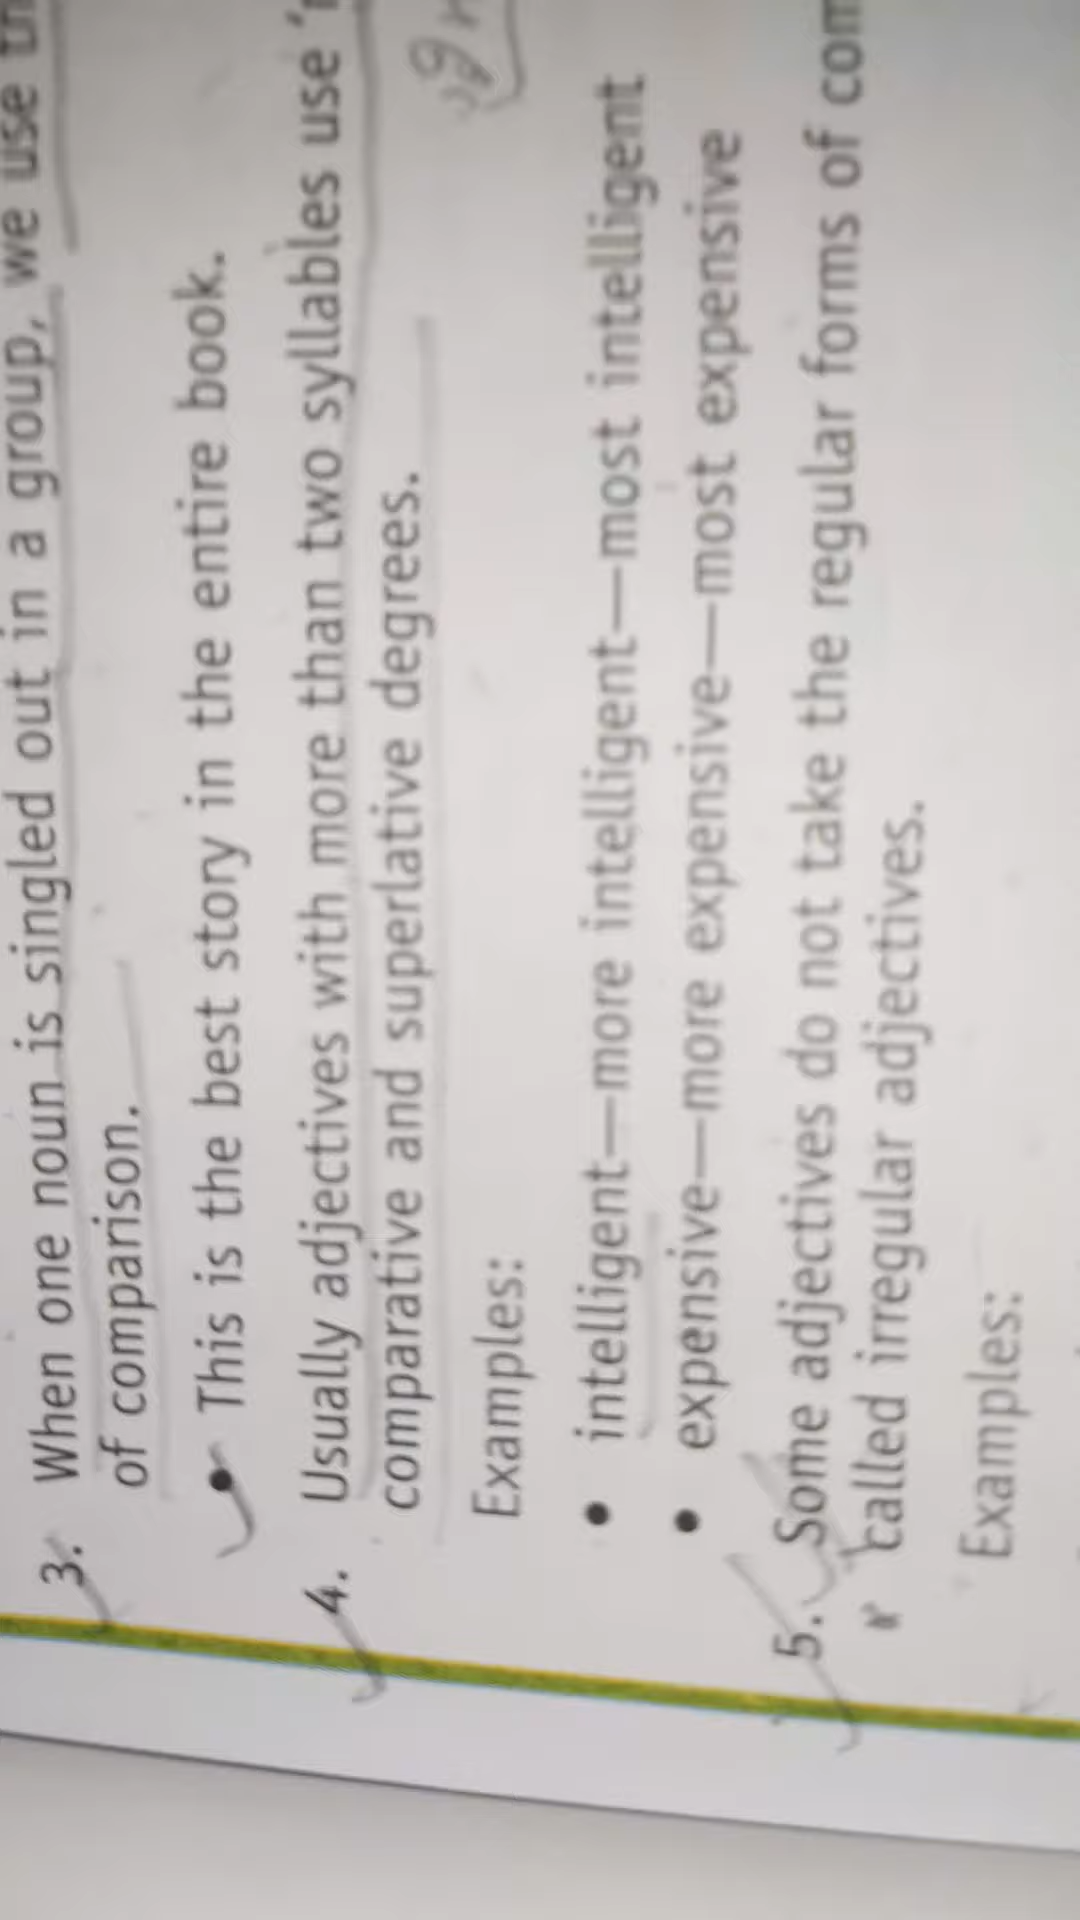 3. When one noun is singled out in a group, we use
of comparison.
• This is the best story in the entire book.
4. Usually adjectives with more than two syllables use
comparative and superlative degrees.
Examples:
• intelligent—more intelligent—most intelligent
• expensive—more expensive—most expensive
5. Some adjectives do not take the regular forms of
called irregular adjectives.
Examples: